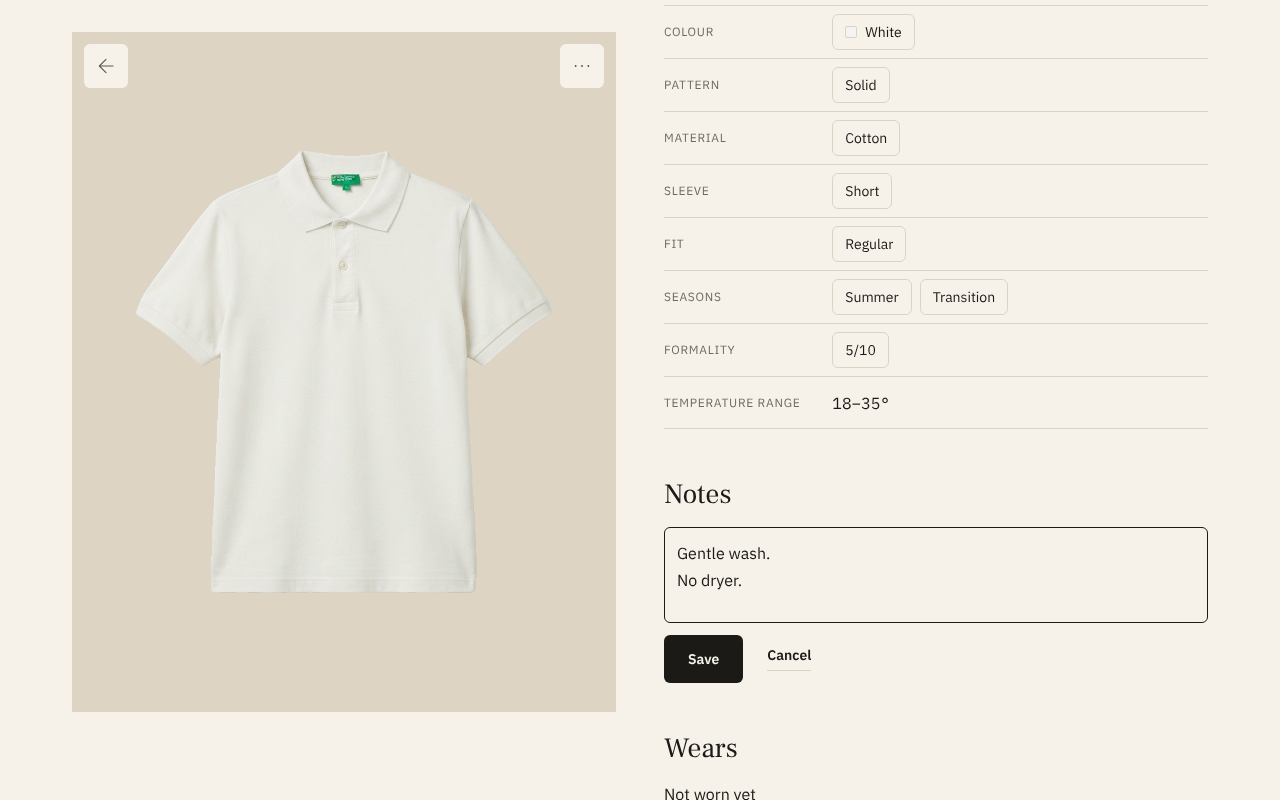 COLOUR
White
PATTERN
Solid
MATERIAL
Cotton
SLEEVE
Short
FIT
Regular
SEASONS
Summer
Transition
FORMALITY
5/10
TEMPERATURE RANGE
18–35°
Notes
Gentle wash.
No dryer.
Save
Cancel
Wears
Not worn yet